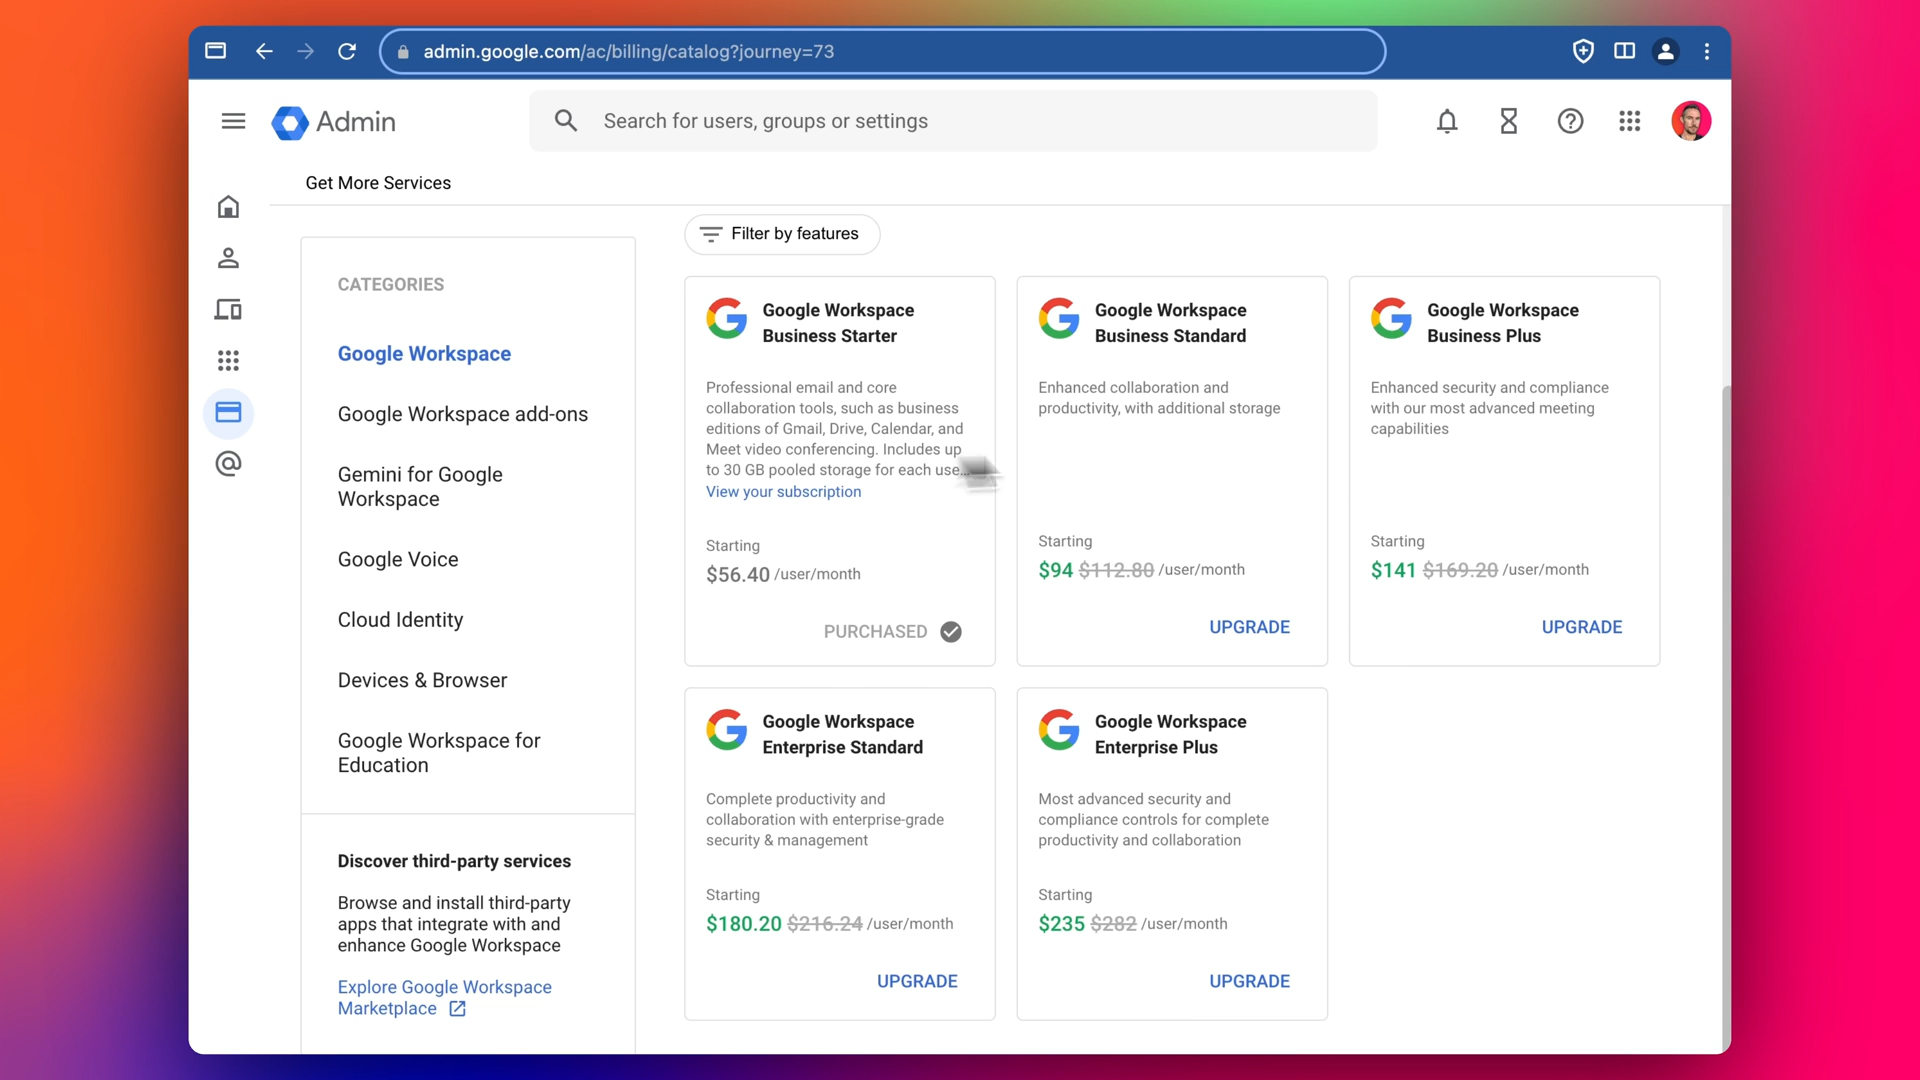 admin.google.com/ac/billing/catalog?journey=73
Admin
Search for users, groups or settings
Get More Services
CATEGORIES
Google Workspace
Google Workspace add-ons
Gemini for Google
Workspace
Google Voice
Cloud Identity
Devices & Browser
Google Workspace for
Education
Discover third-party services
Browse and install third-party
apps that integrate with and
enhance Google Workspace
Explore Google Workspace
Marketplace
Filter by features
Google Workspace
Business Starter
Professional email and core
collaboration tools, such as business
editions of Gmail, Drive, Calendar, and
Meet video conferencing. Includes up
to 30 GB pooled storage for each use...
View your subscription
Starting
$56.40 /user/month
PURCHASED
Google Workspace
Business Standard
Enhanced collaboration and
productivity, with additional storage
Starting
$94 $112.80 /user/month
UPGRADE
Google Workspace
Business Plus
Enhanced security and compliance
with our most advanced meeting
capabilities
Starting
$141 $169.20 /user/month
UPGRADE
Google Workspace
Enterprise Standard
Complete productivity and
collaboration with enterprise-grade
security & management
Starting
$180.20 $216.24 /user/month
UPGRADE
Google Workspace
Enterprise Plus
Most advanced security and
compliance controls for complete
productivity and collaboration
Starting
$235 $282 /user/month
UPGRADE